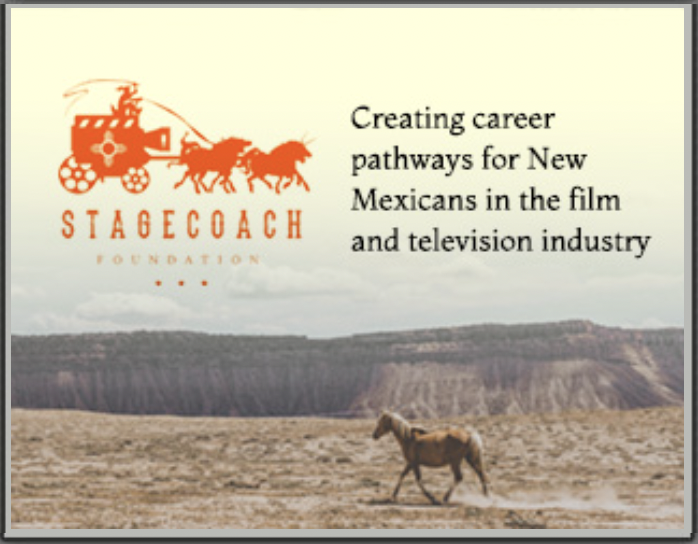 STAGECOACH
FOUNDATION
Creating career
pathways for New
Mexicans in the film
and television industry